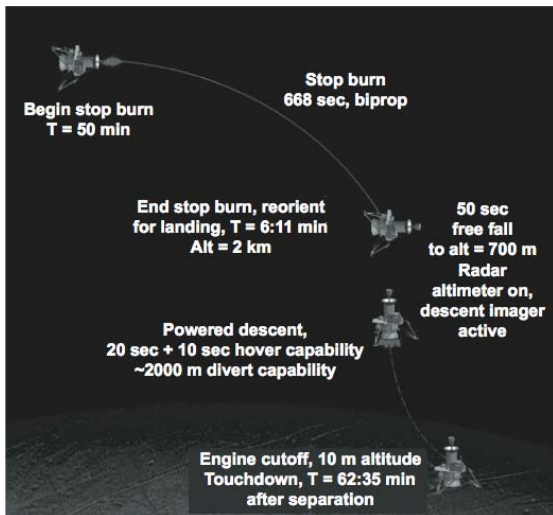 Begin stop burn
T = 50 min
Stop burn
668 sec, biprop
End stop burn, reorient
for landing, T = 6:11 min
Alt = 2 km
50 sec
free fall
to alt = 700 m
Radar
altimeter on,
descent imager
active
Powered descent,
20 sec + 10 sec hover capability
~2000 m divert capability
Engine cutoff, 10 m altitude
Touchdown, T = 62:35 min
after separation